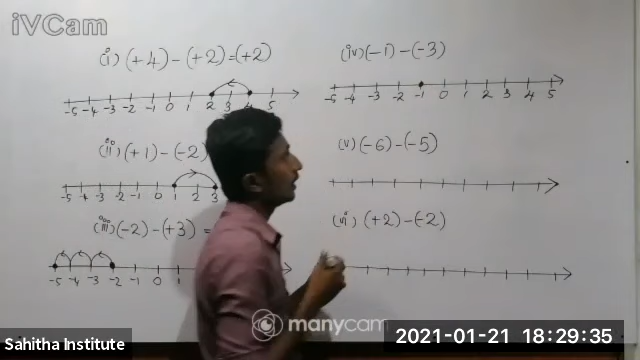 iVCam
(i) (+4) - (+2) = (+2)
-5 -4 -3 -2 -1 0 1 2 3 4 5
(ii) (+1) - (-2)
-5 -4 -3 -2 -1 0 1 2 3
(iii) (-2) - (+3) =
-5 -4 -3 -2 -1 0 1
(iv) (-1) - (-3)
-5 -4 -3 -2 -1 0 1 2 3 4 5
(v) (-6) - (-5)
(vi) (+2) - (-2)
manycam
2021-01-21 18:29:35
Sahitha Institute